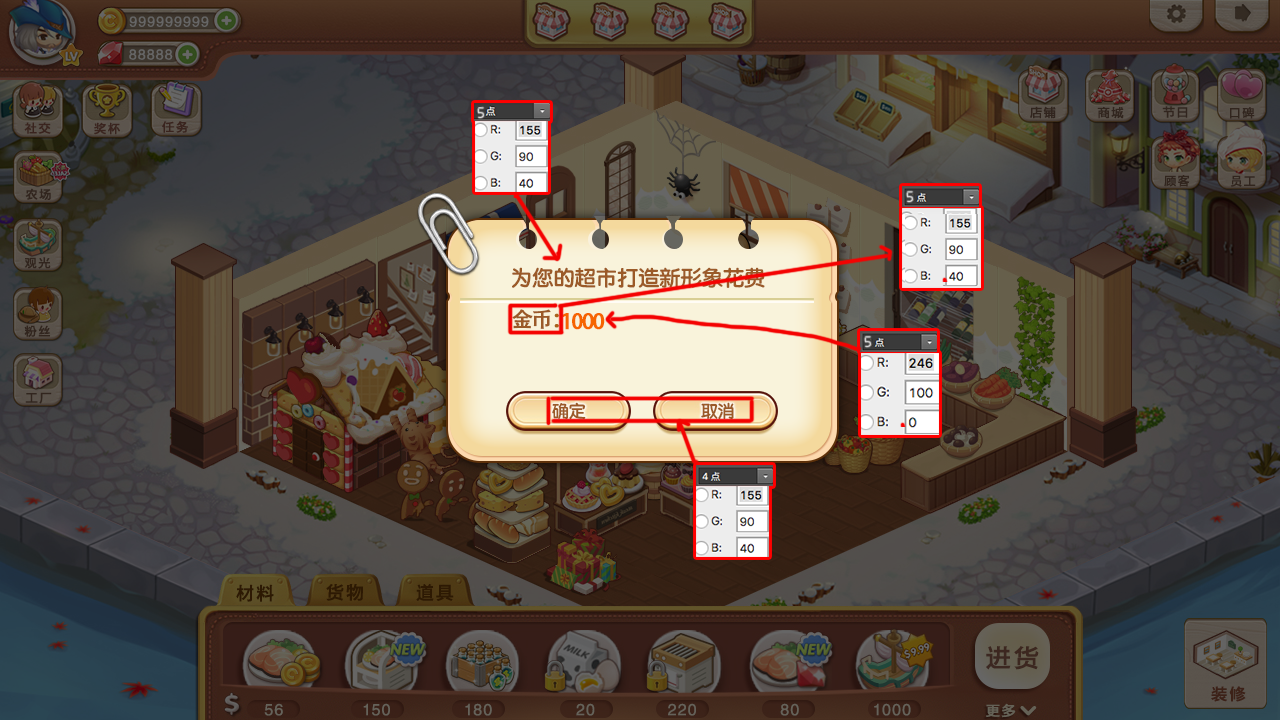 999999999
LV
88888
社交
奖杯
任务
店铺
商城
节日
口碑
5点
R: 155
G: 90
B: 40
农场
顾客
员工
5点
R: 155
G: 90
B: 40
观光
为您的超市打造新形象花费
金币:1000
粉丝
5点
R: 246
G: 100
B: 0
工厂
确定
取消
4点
R: 155
G: 90
B: 40
材料
货物
道具
NEW
MILK
NEW
$9.99
进货
装修
$ 56
150
180
20
220
80
1000
更多